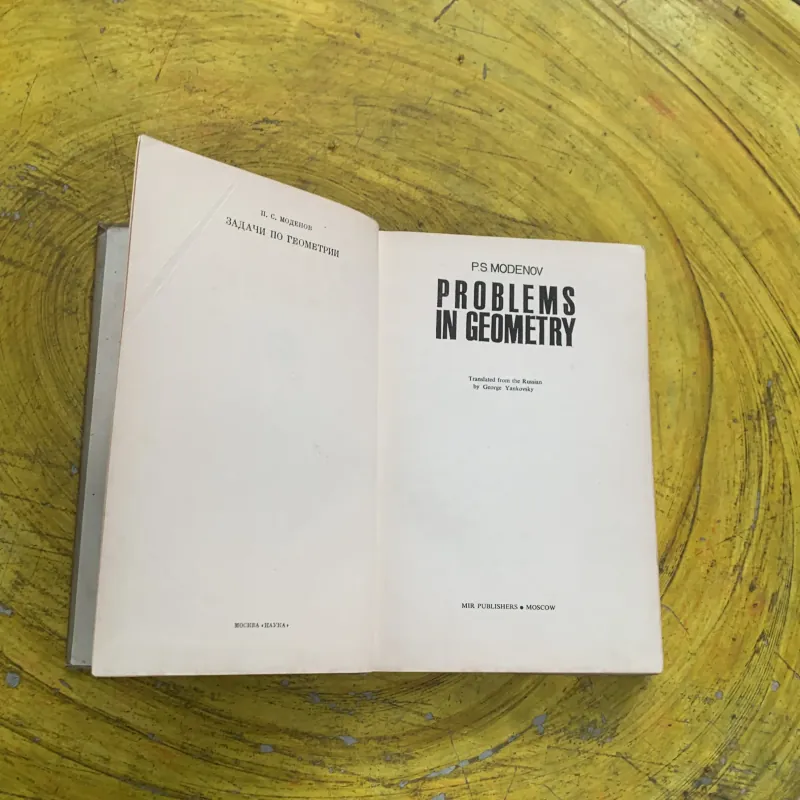 П. С. МОДЕНОВ
ЗАДАЧИ ПО ГЕОМЕТРИИ
МОСКВА «НАУКА»
P.S. MODENOV
PROBLEMS
IN GEOMETRY
Translated from the Russian
by George Yankovsky
MIR PUBLISHERS • MOSCOW